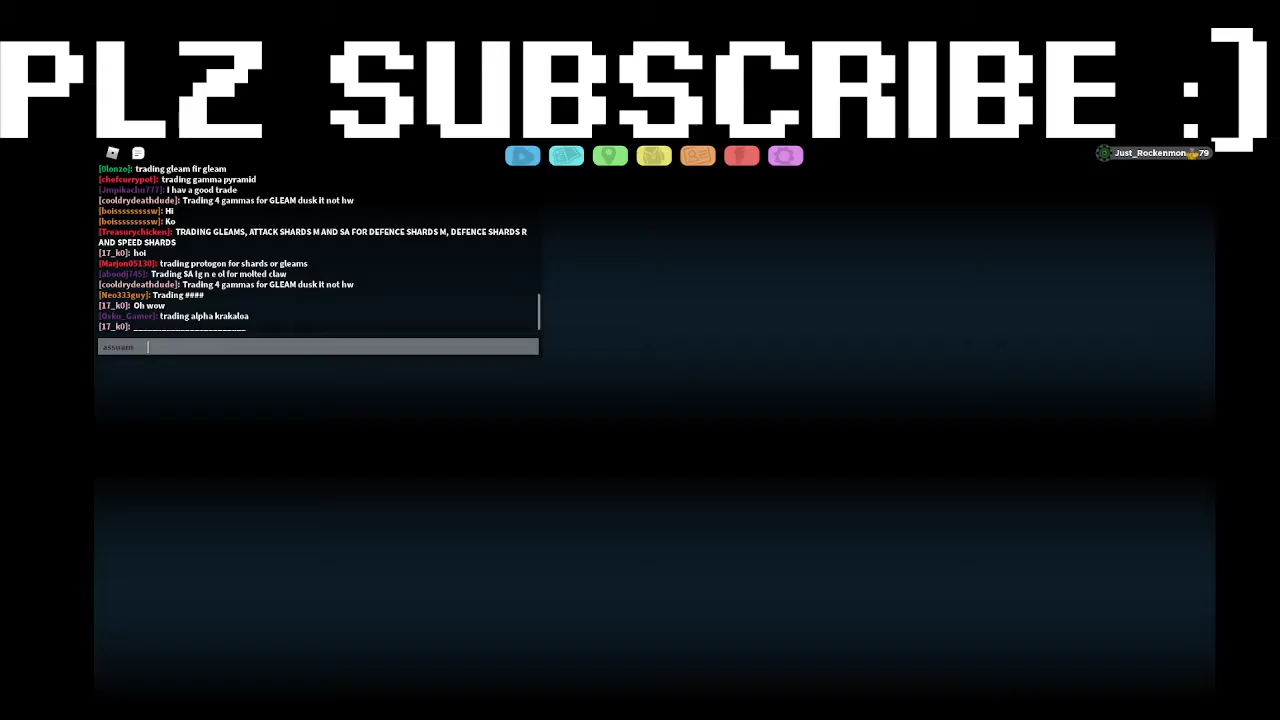 PLZ SUBSCRIBE :]
Just_Rockenmon 79
[0lonzo]: trading gleam fir gleam
[chefcurrypot]: trading gamma pyramid
[Jmpikachu777]: I hav a good trade
[cooldrydeathdude]: Trading 4 gammas for GLEAM dusk it not hw
[boisssssssssw]: Hi
[boisssssssssw]: Ko
[Treasurychicken]: TRADING GLEAMS, ATTACK SHARDS M AND SA FOR DEFENCE SHARDS M, DEFENCE SHARDS R
AND SPEED SHARDS
[17_k0]: hoi
[Marjon05130]: trading protogon for shards or gleams
[aboodj745]: Trading SA lg n e ol for molted claw
[cooldrydeathdude]: Trading 4 gammas for GLEAM dusk it not hw
[Neo333guy]: Trading ####
[17_k0]: Oh wow
[Osku_Gamer]: trading alpha krakaloa
[17_k0]: _________________________